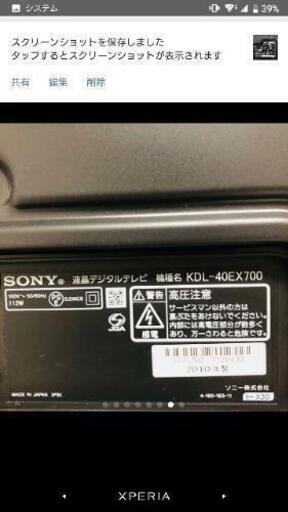 システム 39%
スクリーンショットを保存しました
タップするとスクリーンショットが表示されます
共有 編集 削除
SONY® 液晶デジタルテレビ 機種名 KDL-40EX700
100V~ 50/60Hz
112W
PS E
JQA
警告 高圧注意
サービスマン以外の方は
裏ぶたをあけないでください。
内部には高電圧部分が数多く
あり、万一さわると危険です。
2010年製
ソニー株式会社
MADE IN JAPAN
X20
XPERIA